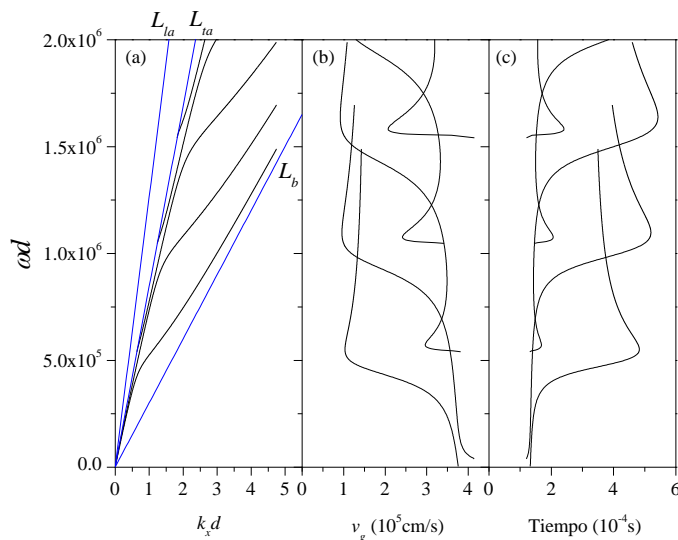 L_la L_ta
(a) (b) (c)
2.0x10^6
1.5x10^6
L_b
1.0x10^6
5.0x10^5
0.0
ωd
0 1 2 3 4 5 1 2 3 4 0 2 4 6
k_x d v_g (10^5cm/s) Tiempo (10^-4s)